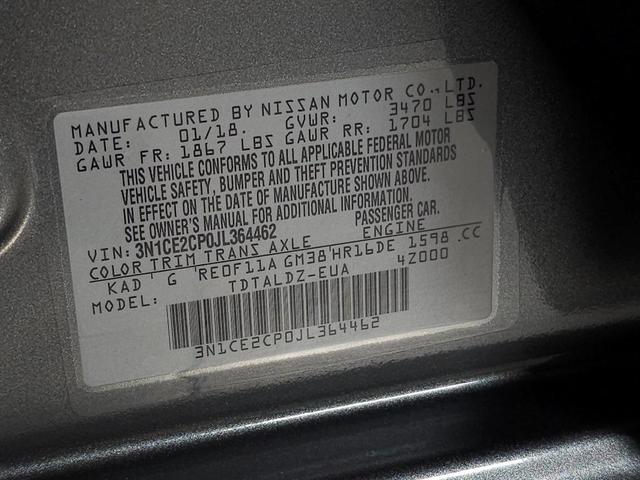 MANUFACTURED BY NISSAN MOTOR CO., LTD.
DATE: 01/18. GVWR: 3470 LBS
GAWR FR: 1867 LBS GAWR RR: 1704 LBS
THIS VEHICLE CONFORMS TO ALL APPLICABLE FEDERAL MOTOR
VEHICLE SAFETY, BUMPER AND THEFT PREVENTION STANDARDS
IN EFFECT ON THE DATE OF MANUFACTURE SHOWN ABOVE.
SEE OWNER'S MANUAL FOR ADDITIONAL INFORMATION.
VIN: 3N1CE2CP0JL364462 PASSENGER CAR.
COLOR TRIM TRANS AXLE ENGINE
KAD G RE0F11A GM38 HR16DE 1598 .CC
MODEL: TDTALDZ-EUA 4Z000
3N1CE2CP0JL364462